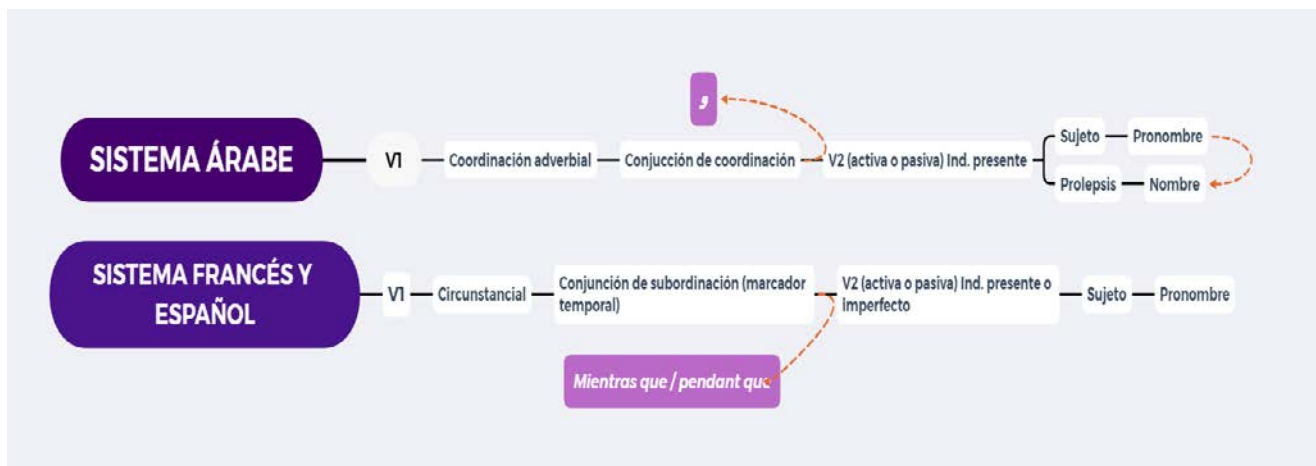 و
SISTEMA ÁRABE
V1
Coordinación adverbial
Conjucción de coordinación
V2 (activa o pasiva) Ind. presente
Sujeto
Pronombre
Prolepsis
Nombre
SISTEMA FRANCÉS Y
ESPAÑOL
V1
Circunstancial
Conjunción de subordinación (marcador
temporal)
V2 (activa o pasiva) Ind. presente o
Imperfecto
Sujeto
Pronombre
Mientras que / pendant que